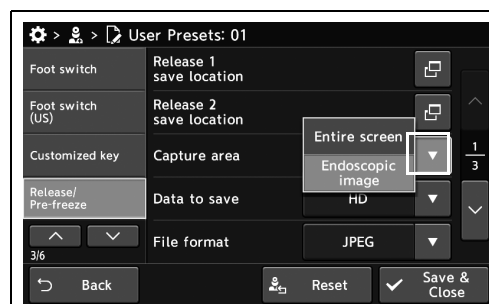 > > User Presets: 01
Foot switch
Foot switch
(US)
Customized key
Release/
Pre-freeze
3/6
Release 1
save location
Release 2
save location
Capture area
Entire screen
Endoscopic
image
Data to save
HD
File format
JPEG
1
3
Back
Reset
Save &
Close